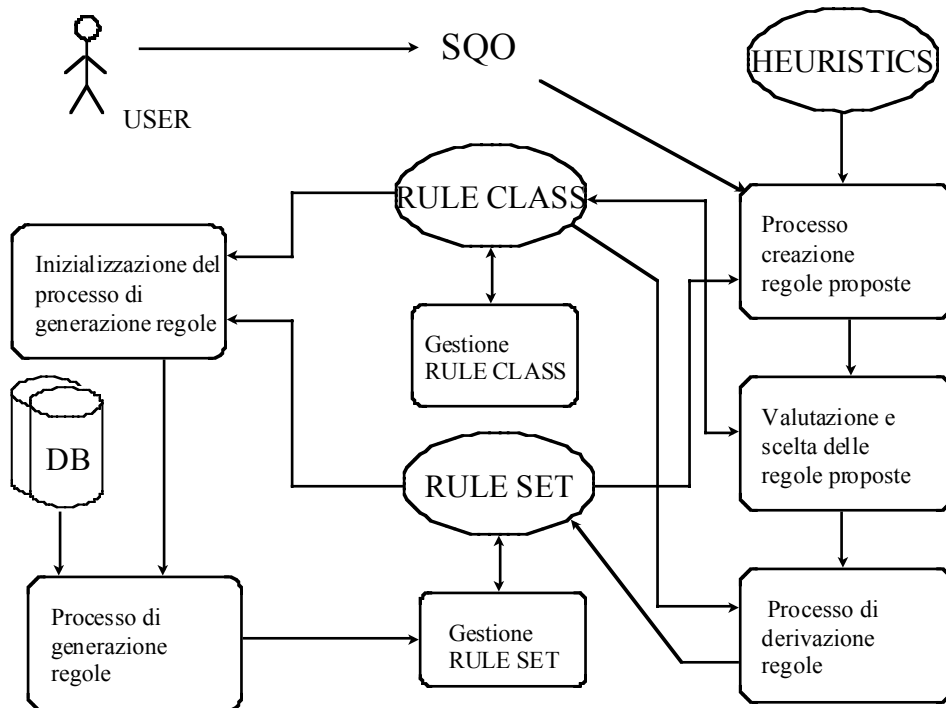 USER
SQO
HEURISTICS
RULE CLASS
Inizializzazione del
processo di
generazione regole
Processo
creazione
regole proposte
Gestione
RULE CLASS
Valutazione e
scelta delle
regole proposte
DB
RULE SET
Processo di
generazione
regole
Gestione
RULE SET
Processo di
derivazione
regole